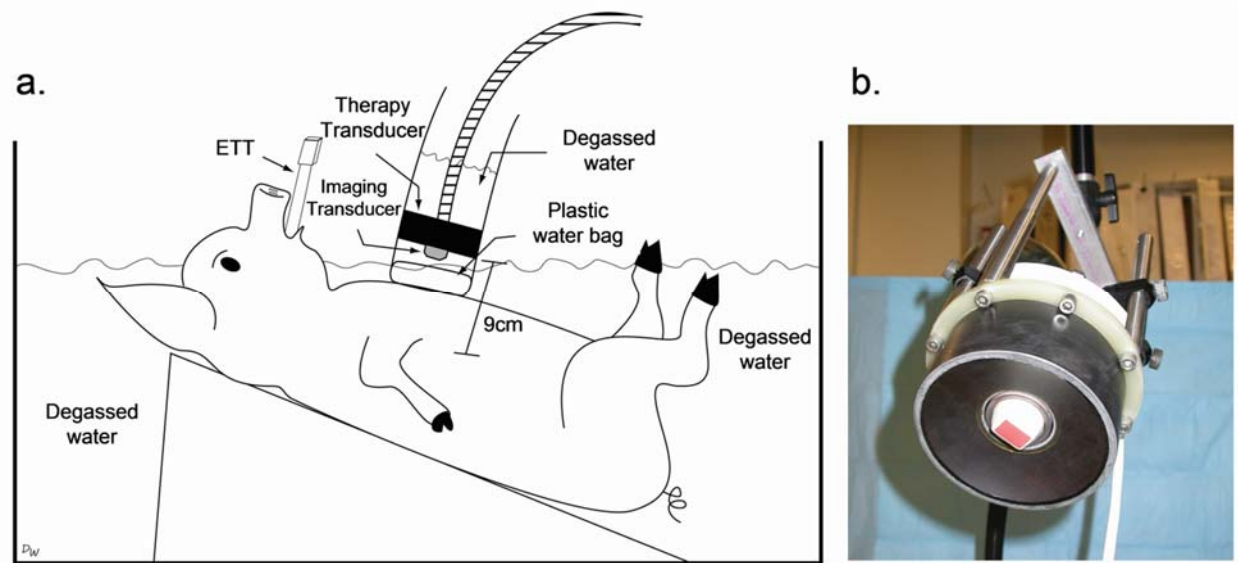 a.
b.
ETT
Therapy
Transducer
Imaging
Transducer
Degassed
water
Plastic
water bag
9cm
Degassed
water
Degassed
water
DW